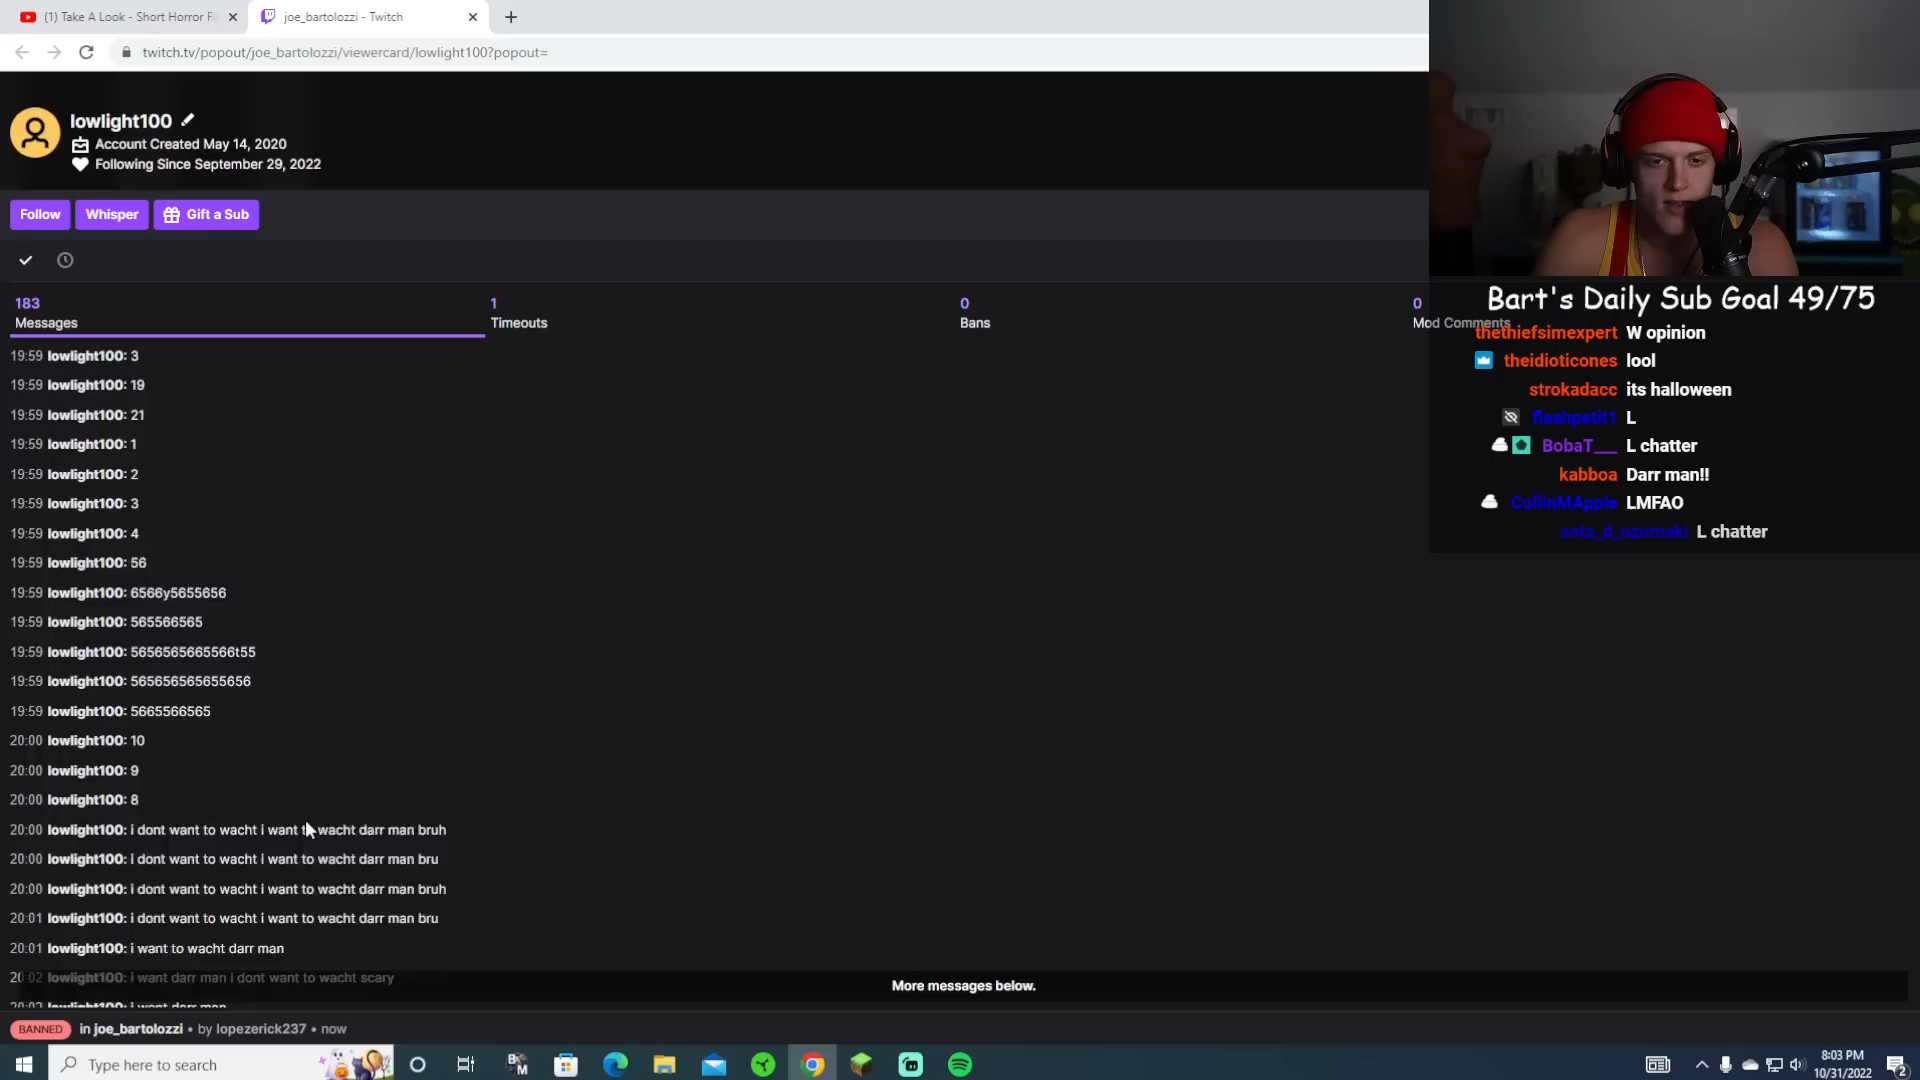 (1) Take A Look - Short Horror Fi
joe_bartolozzi - Twitch
twitch.tv/popout/joe_bartolozzi/viewercard/lowlight100?popout=
lowlight100
Account Created May 14, 2020
Following Since September 29, 2022
Follow
Whisper
Gift a Sub
183
Messages
1
Timeouts
0
Bans
0
Mod Comments
19:59 lowlight100: 3
19:59 lowlight100: 19
19:59 lowlight100: 21
19:59 lowlight100: 1
19:59 lowlight100: 2
19:59 lowlight100: 3
19:59 lowlight100: 4
19:59 lowlight100: 56
19:59 lowlight100: 6566y5655656
19:59 lowlight100: 565566565
19:59 lowlight100: 5656565665566t55
19:59 lowlight100: 565656565655656
19:59 lowlight100: 5665566565
20:00 lowlight100: 10
20:00 lowlight100: 9
20:00 lowlight100: 8
20:00 lowlight100: i dont want to wacht i want to wacht darr man bruh
20:00 lowlight100: i dont want to wacht i want to wacht darr man bru
20:00 lowlight100: i dont want to wacht i want to wacht darr man bruh
20:01 lowlight100: i dont want to wacht i want to wacht darr man bru
20:01 lowlight100: i want to wacht darr man
20:02 lowlight100: i want darr man i dont want to wacht scary
20:02 lowlight100: i want darr man
More messages below.
BANNED in joe_bartolozzi • by lopezerick237 • now
Bart's Daily Sub Goal 49/75
thethiefsimexpert W opinion
theidioticones lool
strokadacc its halloween
flashpetit1 L
BobaT___ L chatter
kabboa Darr man!!
CollinMApple LMFAO
asta_d_uzumaki L chatter
Type here to search
8:03 PM
10/31/2022
2